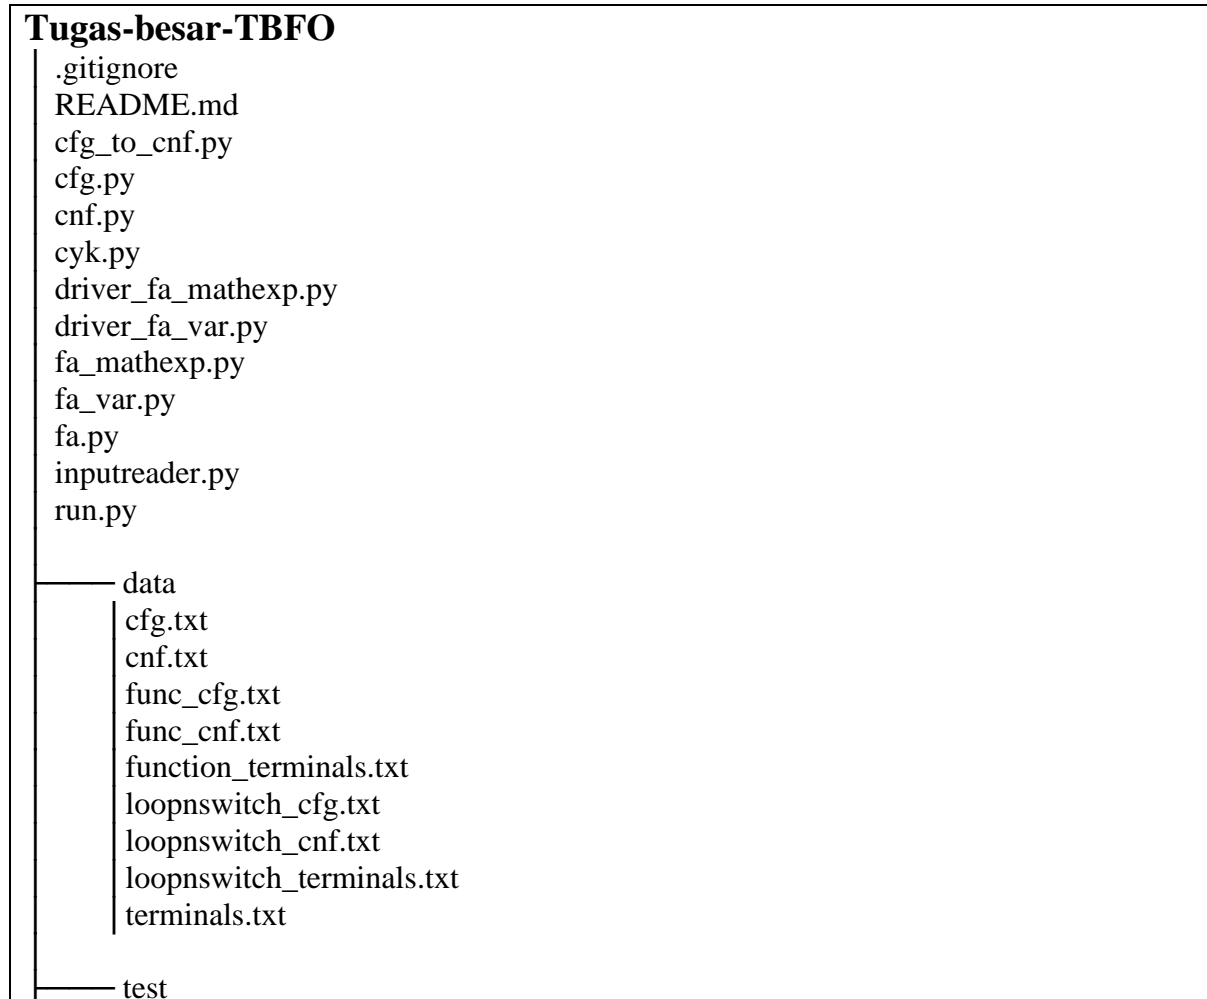 Tugas-besar-TBFO
.gitignore
README.md
cfg_to_cnf.py
cfg.py
cnf.py
cyk.py
driver_fa_mathexp.py
driver_fa_var.py
fa_mathexp.py
fa_var.py
fa.py
inputreader.py
run.py
data
cfg.txt
cnf.txt
func_cfg.txt
func_cnf.txt
function_terminals.txt
loopnswitch_cfg.txt
loopnswitch_cnf.txt
loopnswitch_terminals.txt
terminals.txt
test